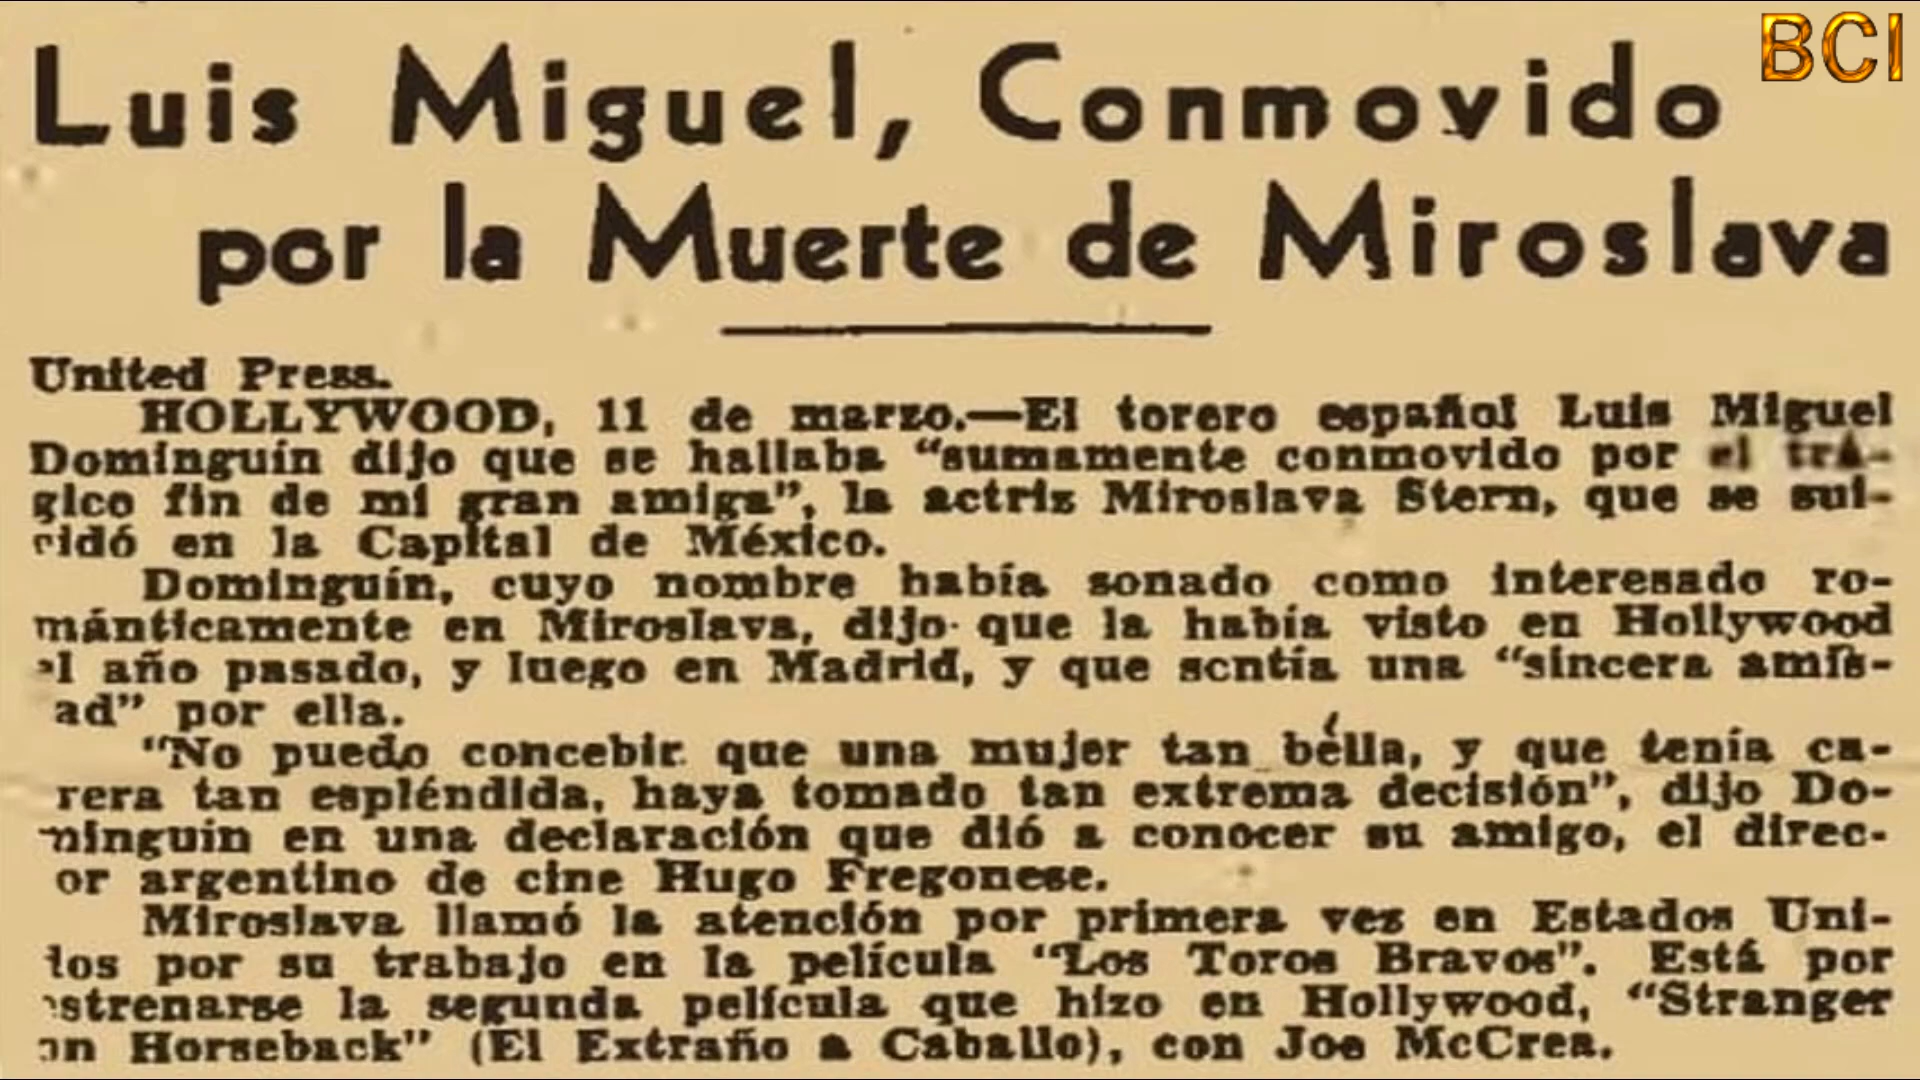 BCI
Luis Miguel, Conmovido
por la Muerte de Miroslava
United Press.
HOLLYWOOD, 11 de marzo.—El torero español Luis Miguel
Dominguín dijo que se hallaba “sumamente conmovido por el trá-
gico fin de mi gran amiga”, la actriz Miroslava Stern, que se sui-
cidó en la Capital de México.
Dominguín, cuyo nombre había sonado como interesado ro-
mánticamente en Miroslava, dijo que la había visto en Hollywood
el año pasado, y luego en Madrid, y que sentía una “sincera amis-
ad” por ella.
“No puedo concebir que una mujer tan bélla, y que tenía ca-
rera tan espléndida, haya tomado tan extrema decisión”, dijo Do-
minguin en una declaración que dió a conocer su amigo, el direc-
or argentino de cine Hugo Fregonese.
Miroslava llamó la atención por primera vez en Estados Uni-
dos por su trabajo en la película “Los Toros Bravos”. Está por
estrenarse la segunda película que hizo en Hollywood, “Stranger
on Horseback” (El Extraño a Caballo), con Joe McCrea.